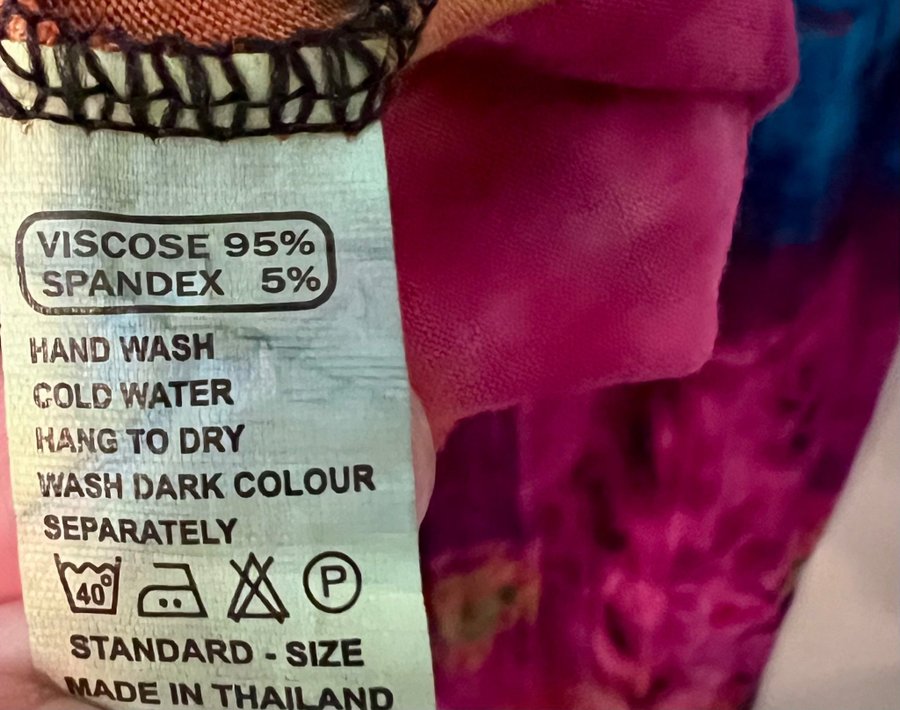 VISCOSE 95%
SPANDEX 5%
HAND WASH
COLD WATER
HANG TO DRY
WASH DARK COLOUR
SEPARATELY
40° P
STANDARD - SIZE
MADE IN THAILAND